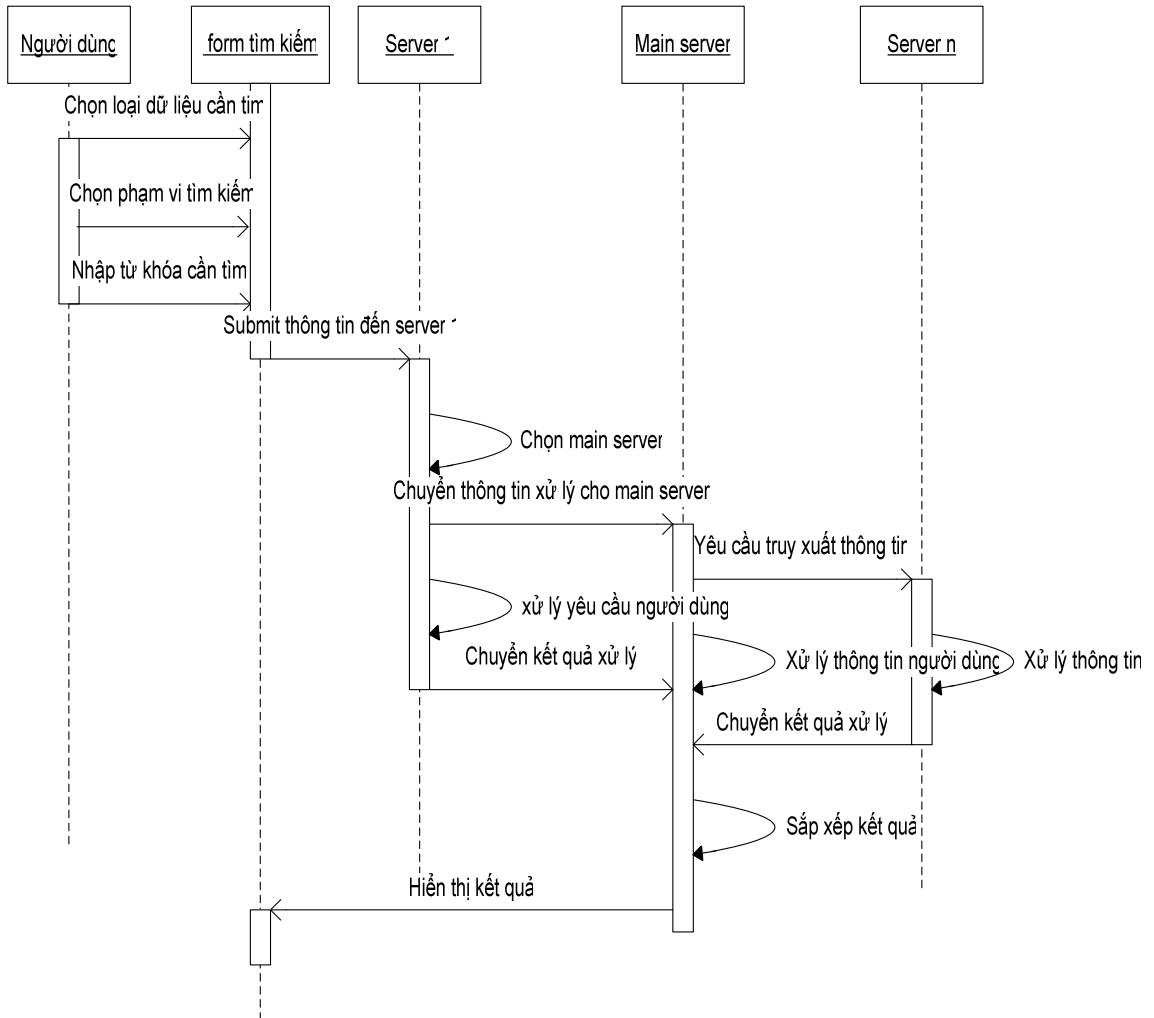 Người dùng
form tìm kiếm
Server 1
Main server
Server n
Chọn loại dữ liệu cần tìm
Chọn phạm vi tìm kiếm
Nhập từ khóa cần tìm
Submit thông tin đến server 1
Chọn main server
Chuyển thông tin xử lý cho main server
Yêu cầu truy xuất thông tin
xử lý yêu cầu người dùng
Chuyển kết quả xử lý
Xử lý thông tin người dùng
Xử lý thông tin
Chuyển kết quả xử lý
Sắp xếp kết quả
Hiển thị kết quả